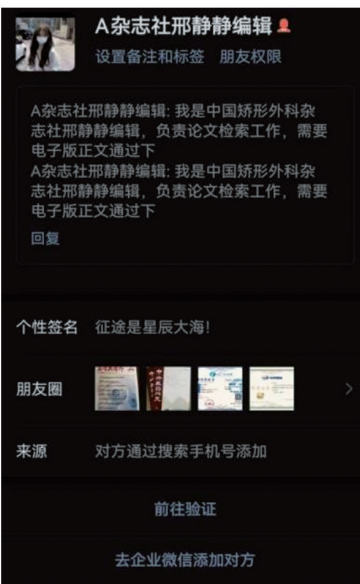 A杂志社邢静静编辑
设置备注和标签 朋友权限
A杂志社邢静静编辑: 我是中国矫形外科杂
志社邢静静编辑，负责论文检索工作，需要
电子版正文通过下
A杂志社邢静静编辑: 我是中国矫形外科杂
志社邢静静编辑，负责论文检索工作，需要
电子版正文通过下
回复
个性签名 征途是星辰大海!
朋友圈
来源 对方通过搜索手机号添加
前往验证
去企业微信添加对方